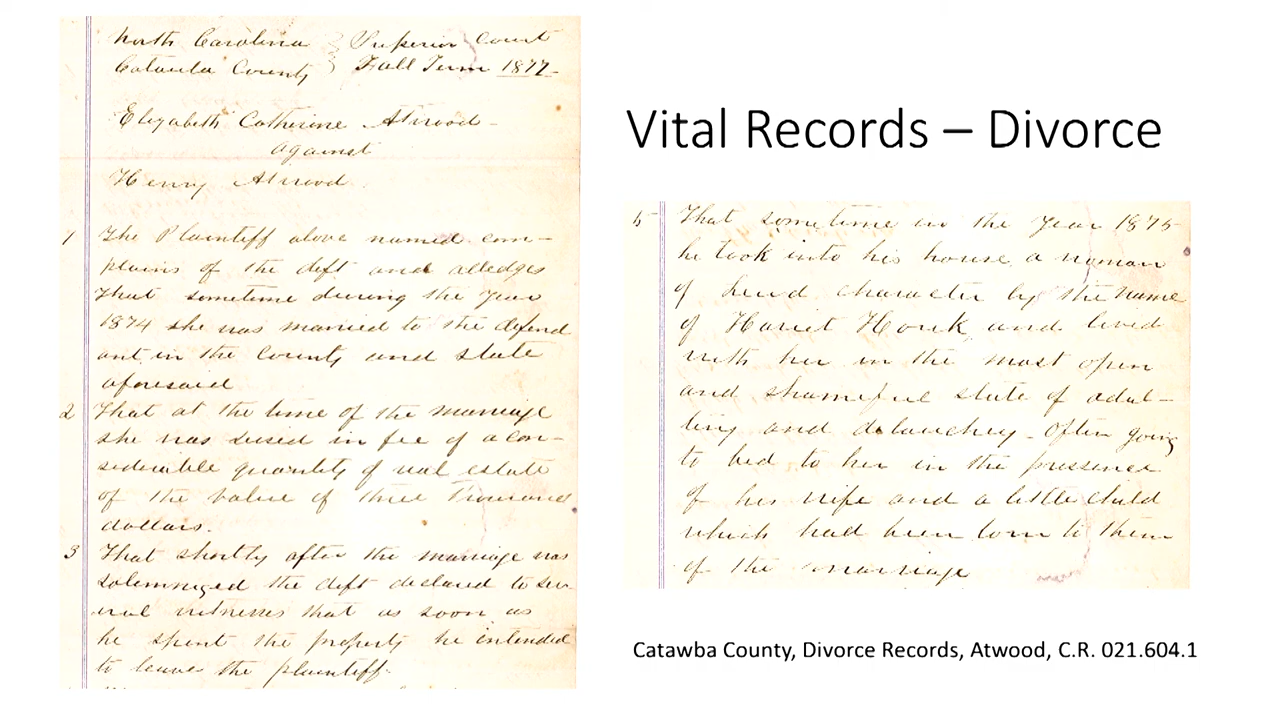 North Carolina } Superior Court
Catawba County } Fall Term 1877
Elizabeth Catherine Atwood
against
Henry Atwood
1 The Plaintiff above named com-
plains of the deft and alledges
that sometime during the year
1874 she was married to the defend
ant in the County and state
aforesaid
2 That at the time of the marriage
she was seised in fee of a con-
siderable quantity of real estate
of the value of three thousand
dollars.
3 That shortly after the marriage was
solemnized the deft declared to sev
eral witnesses that as soon as
he spent the property he intended
to leave the plaintiff.
Vital Records – Divorce
5 That sometime in the year 1875
he took into his house a woman
of lewd character by the name
of Hariet Houk and lived
with her in the most open
and shameful state of adul-
tery and debauchery - often going
to bed to her in the presence
of his wife and a little child
which had been born to them
of the marriage
Catawba County, Divorce Records, Atwood, C.R. 021.604.1